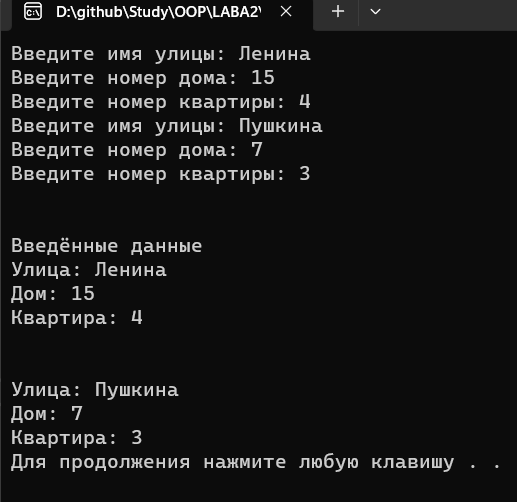 D:\github\Study\OOP\LABA2\
Введите имя улицы: Ленина
Введите номер дома: 15
Введите номер квартиры: 4
Введите имя улицы: Пушкина
Введите номер дома: 7
Введите номер квартиры: 3
Введённые данные
Улица: Ленина
Дом: 15
Квартира: 4
Улица: Пушкина
Дом: 7
Квартира: 3
Для продолжения нажмите любую клавишу . .